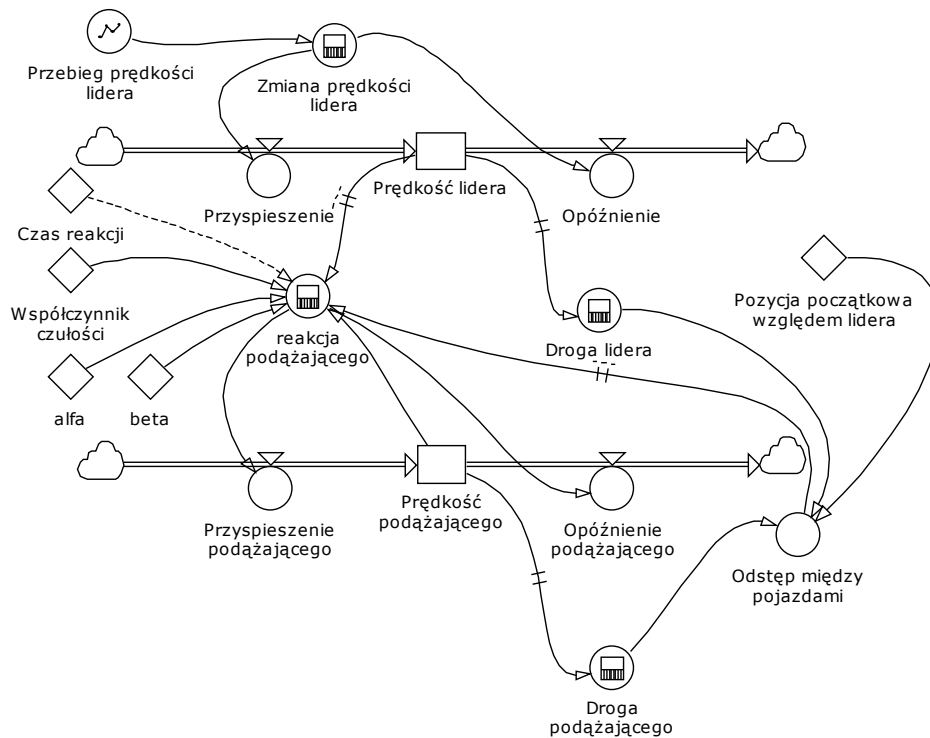 Przebieg prędkości
lidera
Zmiana prędkości
lidera
Przyspieszenie
Prędkość lidera
Opóźnienie
Czas reakcji
Współczynnik
czułości
alfa
beta
reakcja
podążającego
Droga lidera
Pozycja początkowa
względem lidera
Przyspieszenie
podążającego
Prędkość
podążającego
Opóźnienie
podążającego
Odstęp między
pojazdami
Droga
podążającego